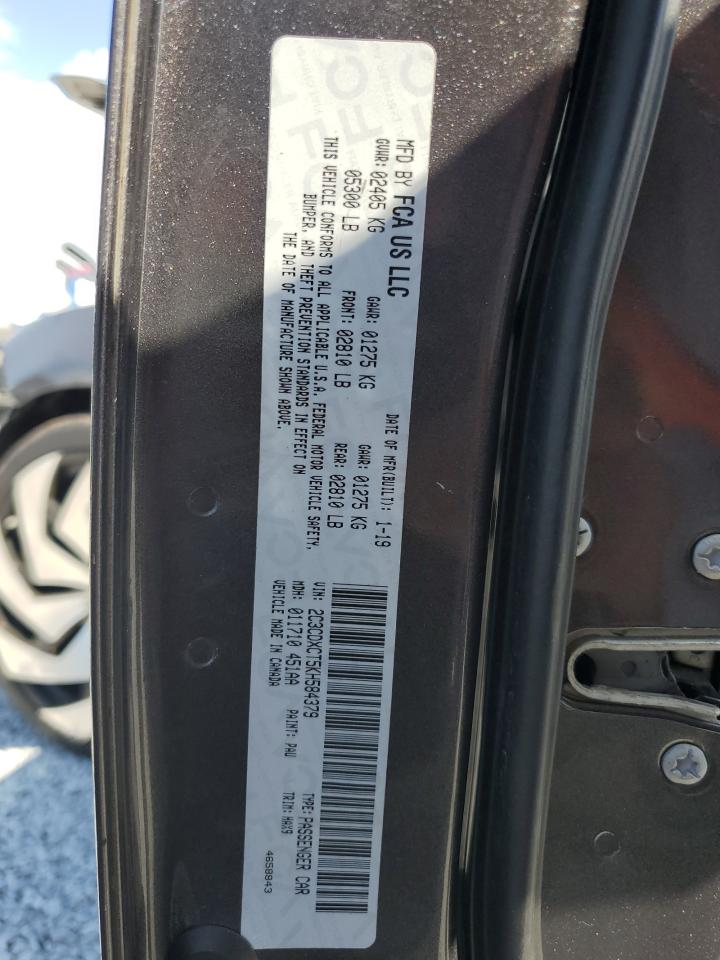 MFD BY FCA US LLC
DATE OF MFR(BUILT): 1-19
GVWR: 02405 KG
GAWR: 01275 KG
GAWR: 01275 KG
05300 LB
FRONT: 02810 LB
REAR: 02810 LB
THIS VEHICLE CONFORMS TO ALL APPLICABLE U.S.A. FEDERAL MOTOR VEHICLE SAFETY,
BUMPER, AND THEFT PREVENTION STANDARDS IN EFFECT ON
THE DATE OF MANUFACTURE SHOWN ABOVE.
VIN: 2C3CDXCT5KH584379
TYPE: PASSENGER CAR
MDH: 011710 451AA
PAINT: PAU
TRIM: HAX9
VEHICLE MADE IN CANADA
4658843